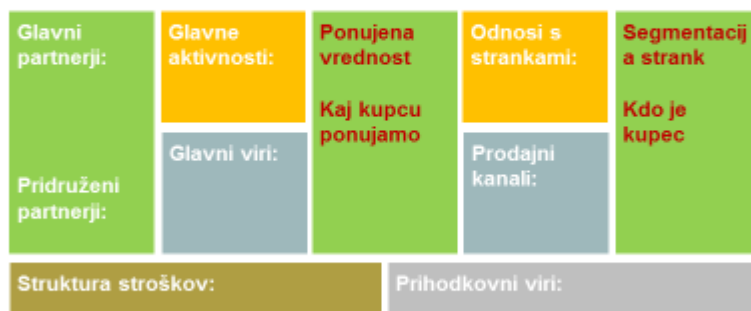 Glavni
partnerji:
Pridruženi
partnerji:
Glavne
aktivnosti:
Glavni viri:
Ponujena
vrednost
Kaj kupcu
ponujamo
Odnosi s
strankami:
Prodajni
kanali:
Segmentacij
a strank
Kdo je
kupec
Struktura stroškov:
Prihodkovni viri: